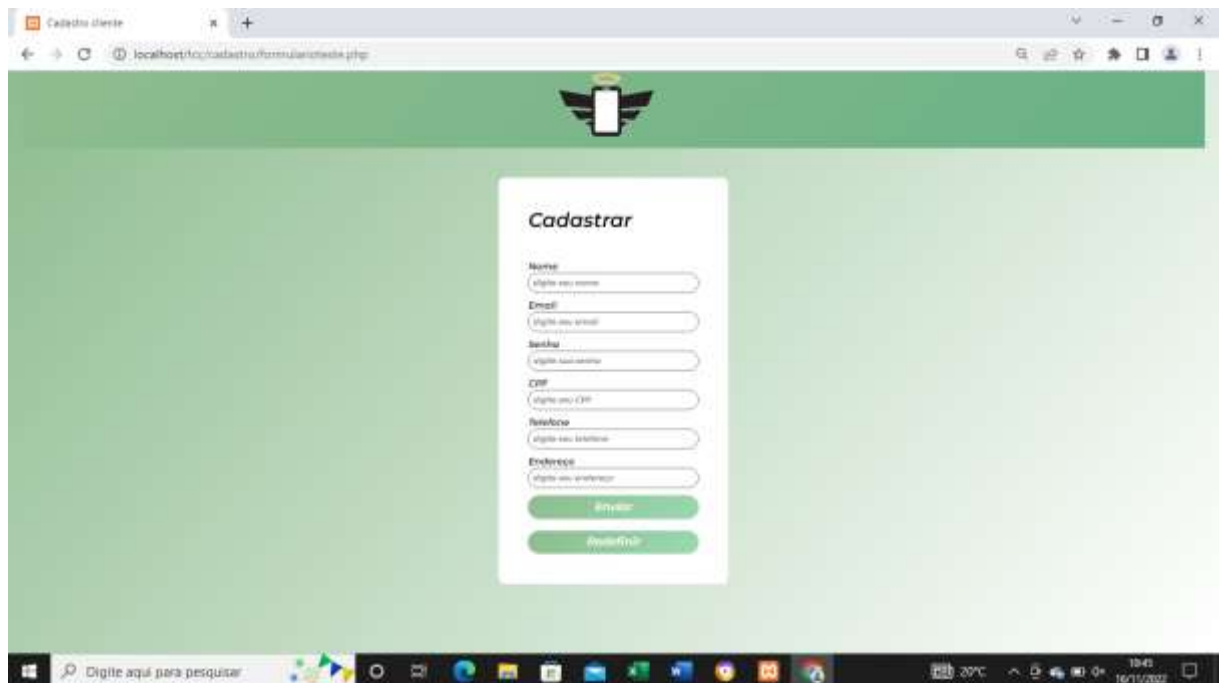 Cadastro cliente
localhost/tcc/cadastro/formularioteste.php
Cadastrar
Nome
digite seu nome
Email
digite seu email
Senha
digite sua senha
CPF
digite seu CPF
Telefone
digite seu telefone
Endereço
digite seu endereço
Enviar
Redefinir
Digite aqui para pesquisar
20°C
10:45
16/11/2022